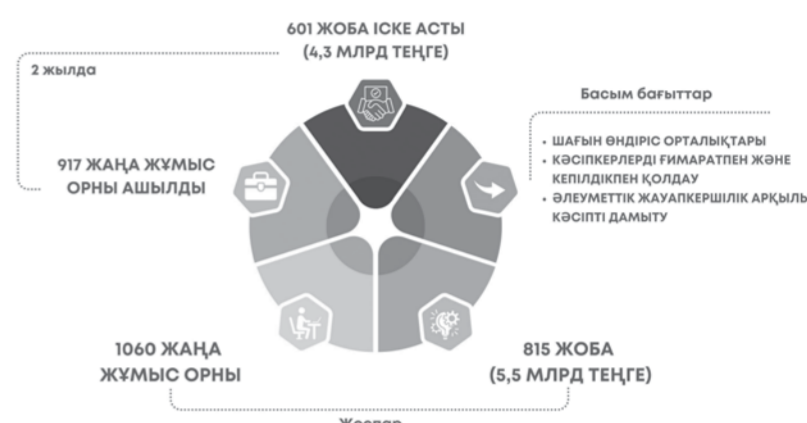 601 ЖОБА ІСКЕ АСТЫ
(4,3 МЛРД ТЕҢГЕ)
2 жылда
917 ЖАҢА ЖҰМЫС
ОРНЫ АШЫЛДЫ
Басым бағыттар
• ШАҒЫН ӨНДІРІС ОРТАЛЫҚТАРЫ
• КӘСІПКЕРЛЕРДІ ҒИМАРАТПЕН ЖӘНЕ
КЕПІЛДІКПЕН ҚОЛДАУ
• ӘЛЕУМЕТТІК ЖАУАПКЕРШІЛІК АРҚЫЛЫ
КӘСІПТІ ДАМЫТУ
1060 ЖАҢА
ЖҰМЫС ОРНЫ
815 ЖОБА
(5,5 МЛРД ТЕҢГЕ)